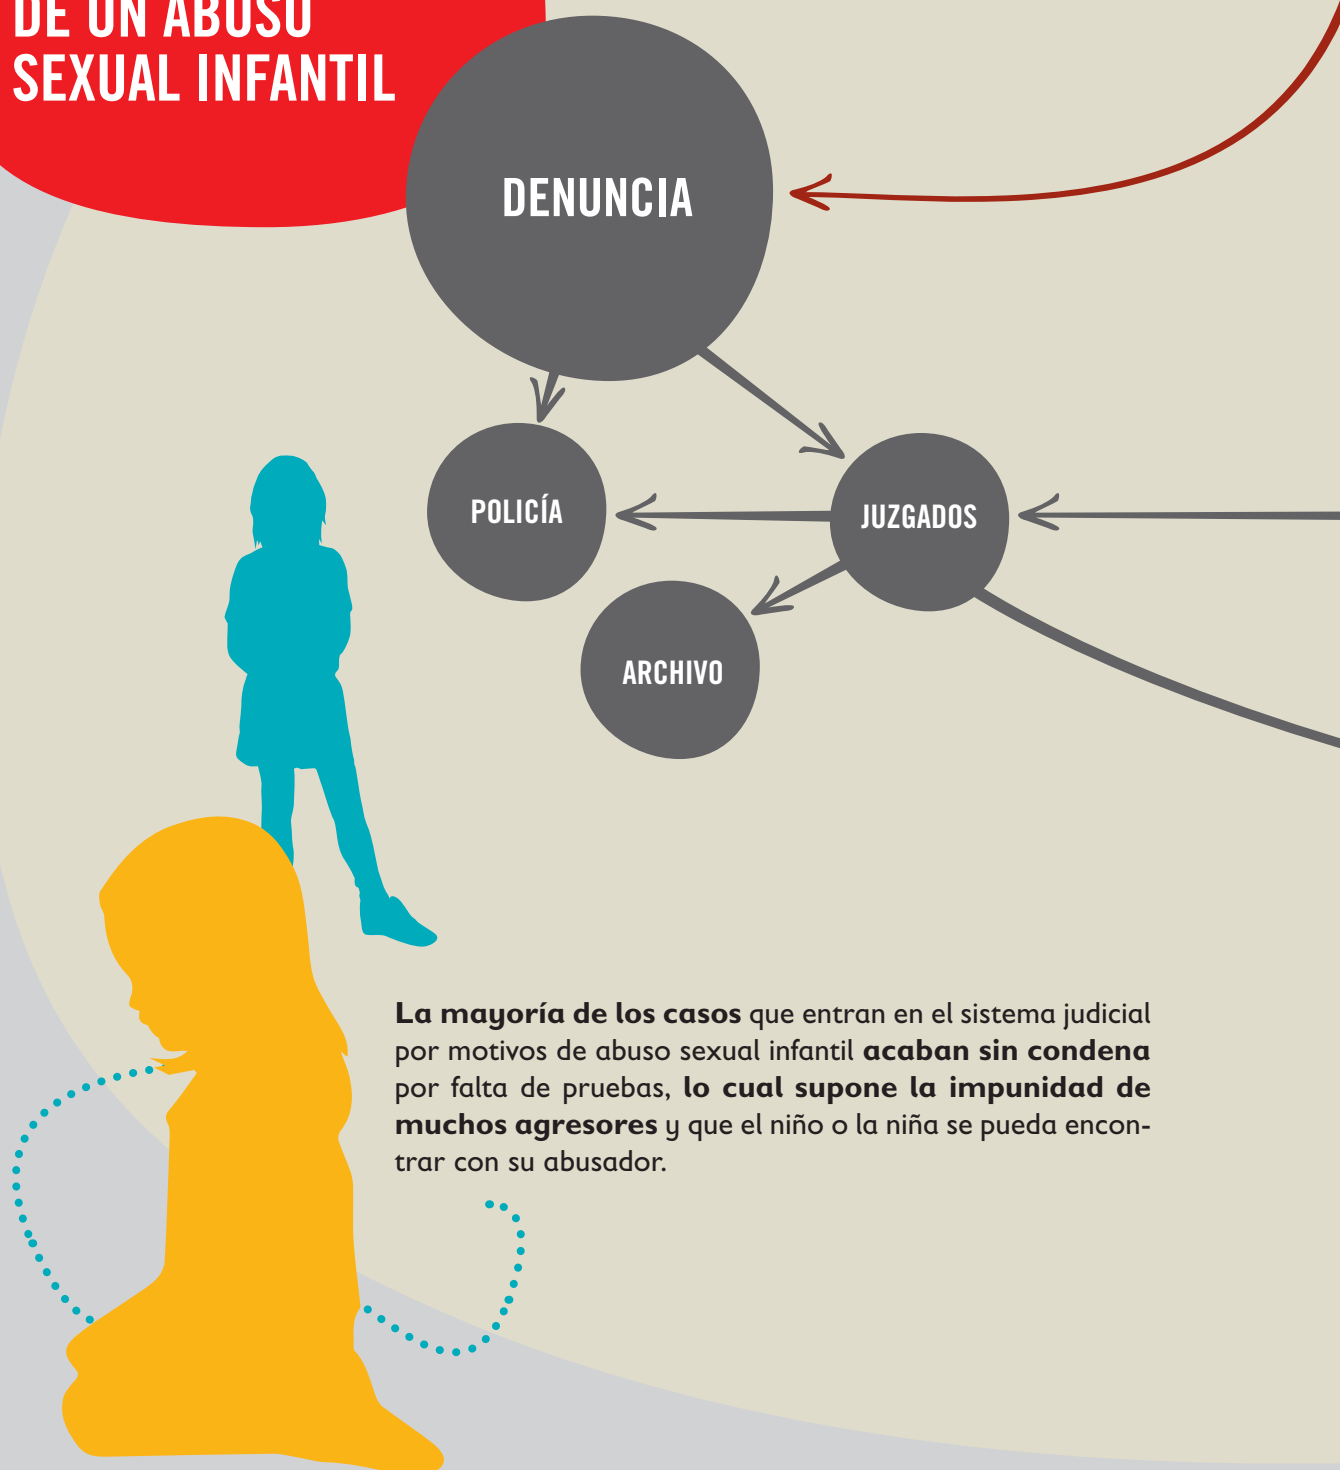 DE UN ABUSO
SEXUAL INFANTIL
DENUNCIA
POLICÍA
JUZGADOS
ARCHIVO
La mayoría de los casos que entran en el sistema judicial
por motivos de abuso sexual infantil acaban sin condena
por falta de pruebas, lo cual supone la impunidad de
muchos agresores y que el niño o la niña se pueda encon-
trar con su abusador.